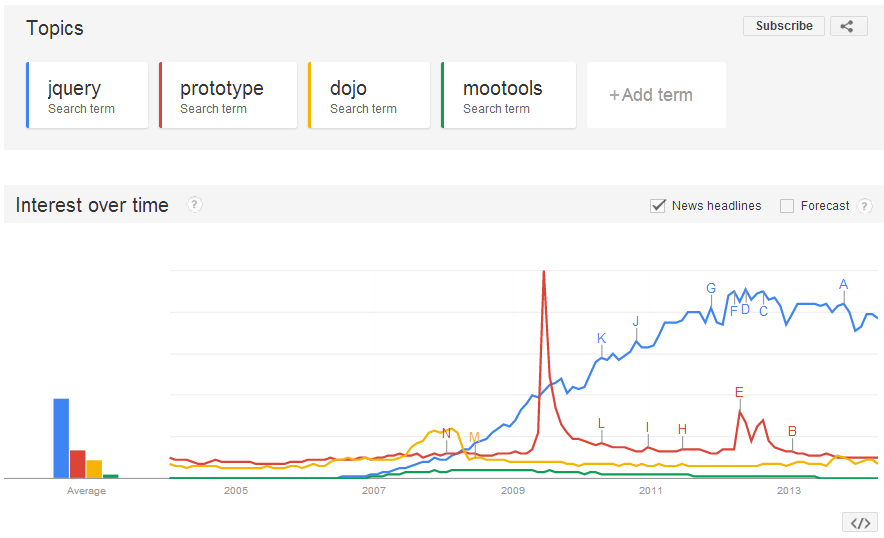 Topics
Subscribe
jquery
Search term
prototype
Search term
dojo
Search term
mootools
Search term
+Add term
Interest over time
?
News headlines
Forecast
?
A
G
F
D
C
J
K
E
L
I
H
B
N
M
Average
2005
2007
2009
2011
2013
</>